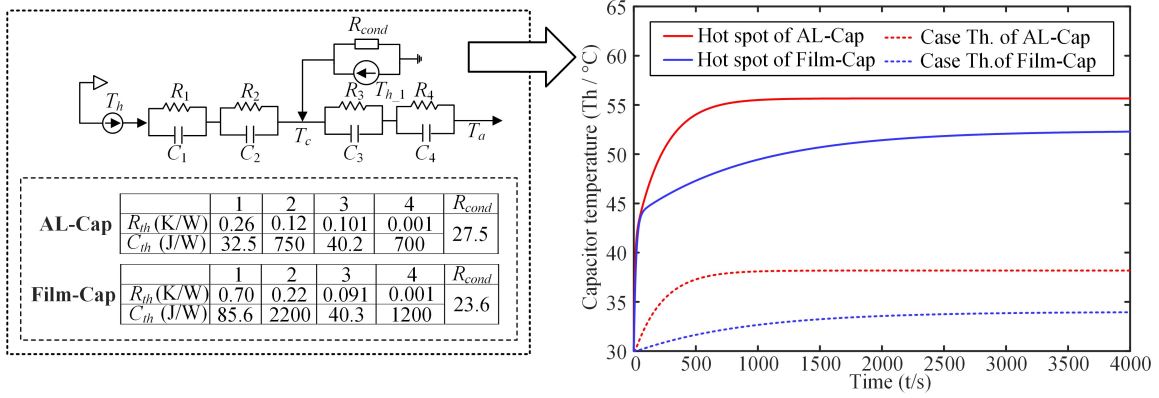 R_cond
T_h R_1 R_2 T_h_1 R_3 R_4
C_1 C_2 T_c C_3 C_4 T_a
AL-Cap
1 2 3 4 R_cond
R_th (K/W) 0.26 0.12 0.101 0.001 27.5
C_th (J/W) 32.5 750 40.2 700
Film-Cap
1 2 3 4 R_cond
R_th (K/W) 0.70 0.22 0.091 0.001 23.6
C_th (J/W) 85.6 2200 40.3 1200
Capacitor temperature (Th / °C)
65
60
55
50
45
40
35
30
Hot spot of AL-Cap Case Th. of AL-Cap
Hot spot of Film-Cap Case Th.of Film-Cap
0 500 1000 1500 2000 2500 3000 3500 4000
Time (t/s)